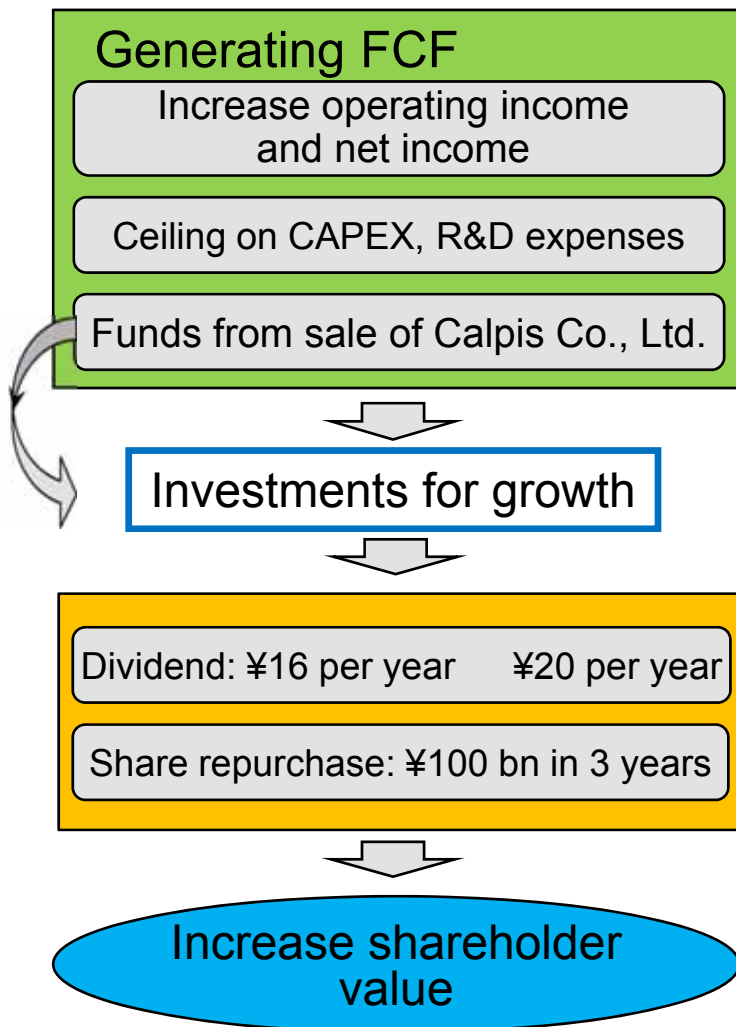 Generating FCF
Increase operating income
and net income
Ceiling on CAPEX, R&D expenses
Funds from sale of Calpis Co., Ltd.
Investments for growth
Dividend: ¥16 per year ¥20 per year
Share repurchase: ¥100 bn in 3 years
Increase shareholder
value